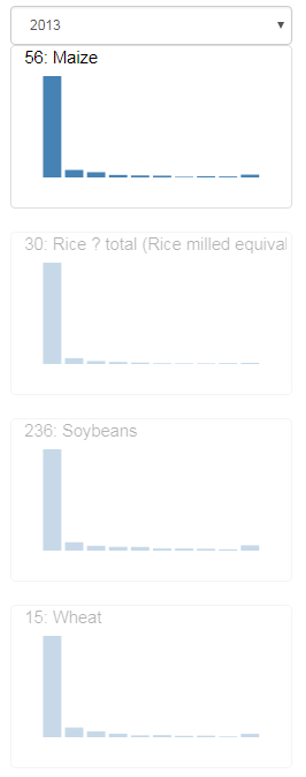 2013
56: Maize
30: Rice ? total (Rice milled equival
236: Soybeans
15: Wheat